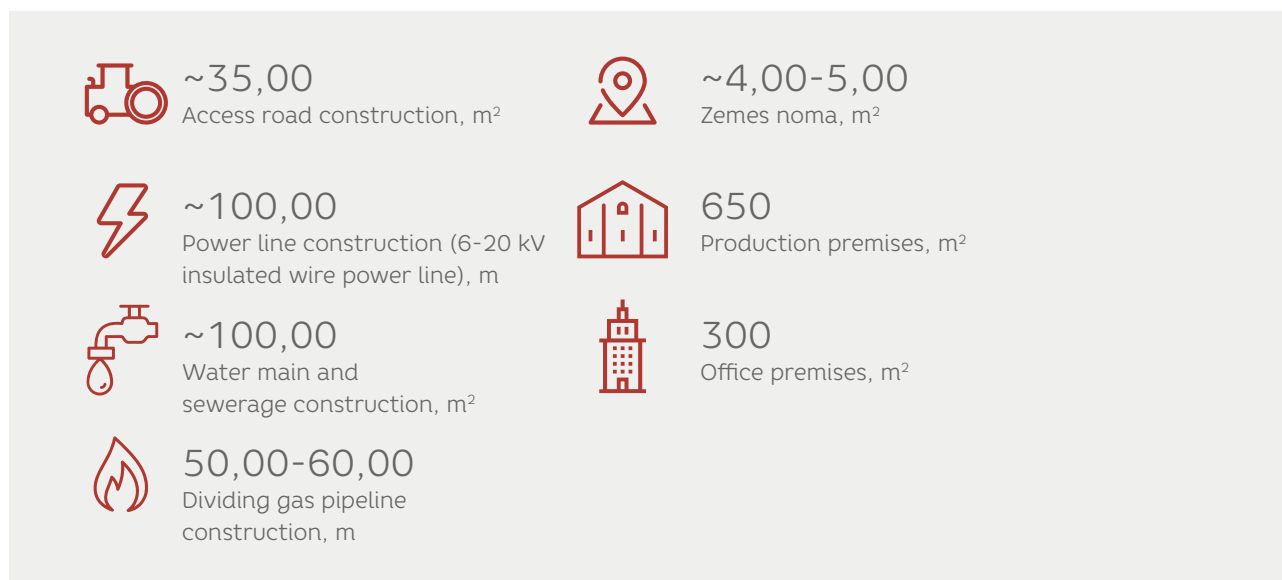 ~35,00
Access road construction, m²
~100,00
Power line construction (6-20 kV
insulated wire power line), m
~100,00
Water main and
sewerage construction, m²
50,00-60,00
Dividing gas pipeline
construction, m
~4,00-5,00
Zemes noma, m²
650
Production premises, m²
300
Office premises, m²